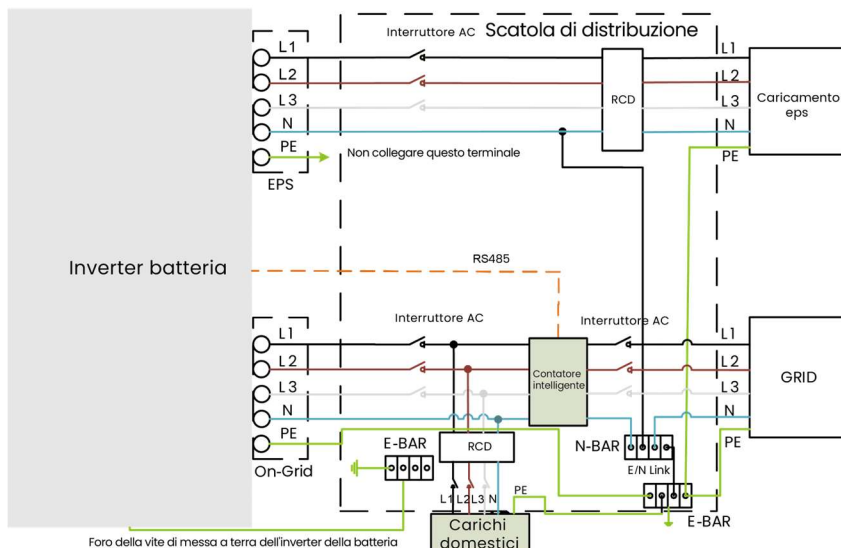 Scatola di distribuzione
Interruttore AC
L1
L2
L3
N
PE
EPS
Non collegare questo terminale
RCD
L1
L2
L3
N
PE
Caricamento
eps
Inverter batteria
RS485
L1
L2
L3
N
PE
On-Grid
Interruttore AC
Interruttore AC
Contatore
intelligente
L1
L2
L3
N
PE
GRID
E-BAR
RCD
N-BAR
E/N Link
L1 L2 L3 N
PE
E-BAR
Carichi
domestici
Foro della vite di messa a terra dell'inverter della batteria